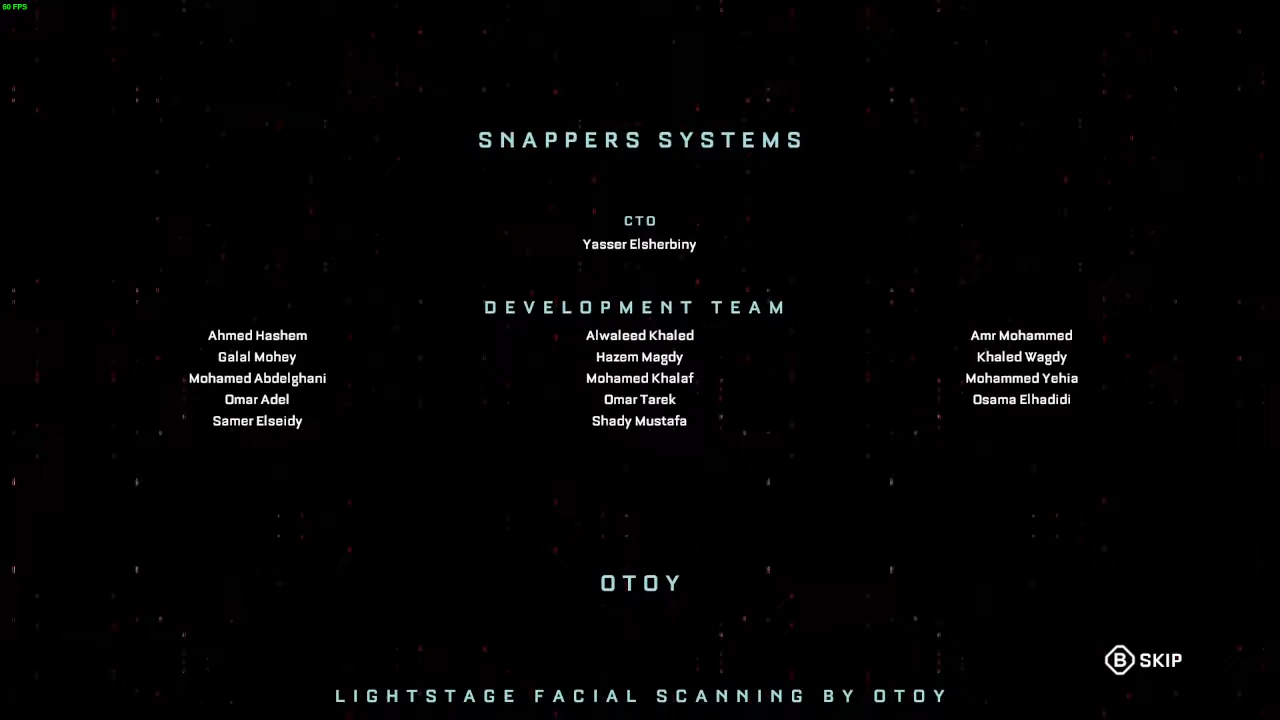 60 FPS
SNAPPERS SYSTEMS
CTO
Yasser Elsherbiny
DEVELOPMENT TEAM
Ahmed Hashem Alwaleed Khaled Amr Mohammed
Galal Mohey Hazem Magdy Khaled Wagdy
Mohamed Abdelghani Mohamed Khalaf Mohammed Yehia
Omar Adel Omar Tarek Osama Elhadidi
Samer Elseidy Shady Mustafa
OTOY
B SKIP
LIGHTSTAGE FACIAL SCANNING BY OTOY